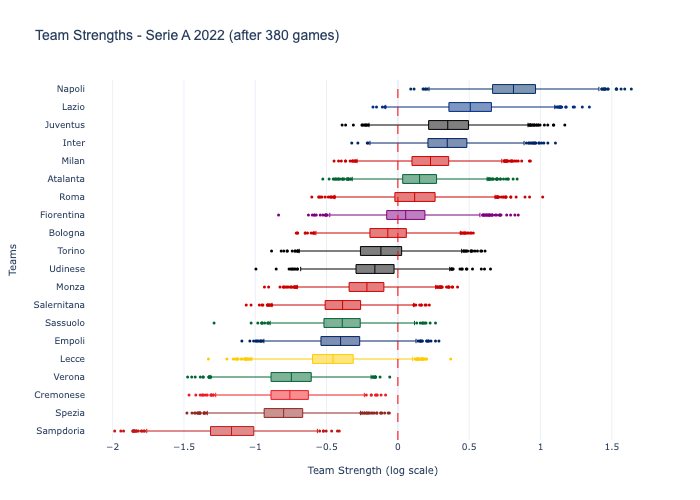 Team Strengths - Serie A 2022 (after 380 games)
Napoli
Lazio
Juventus
Inter
Milan
Atalanta
Roma
Fiorentina
Bologna
Torino
Udinese
Monza
Salernitana
Sassuolo
Empoli
Lecce
Verona
Cremonese
Spezia
Sampdoria
Teams
−2 −1.5 −1 −0.5 0 0.5 1 1.5
Team Strength (log scale)